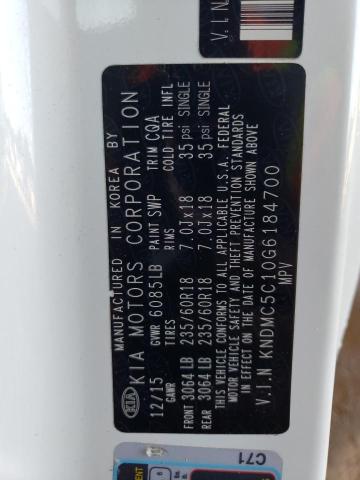 MANUFACTURED IN KOREA BY
KIA KIA MOTORS CORPORATION
12/15 GVWR 6085LB PAINT SWP TRIM CQA
GAWR TIRES RIMS COLD TIRE INFL
FRONT 3064 LB 235/60R18 7.0Jx18 35 psi SINGLE
REAR 3064 LB 235/60R18 7.0Jx18 35 psi SINGLE
THIS VEHICLE CONFORMS TO ALL APPLICABLE U.S.A. FEDERAL
MOTOR VEHICLE SAFETY AND THEFT PREVENTION STANDARDS
IN EFFECT ON THE DATE OF MANUFACTURE SHOWN ABOVE
V.I.N KNDMC5C10G6184700
MPV
V.I.N
C71